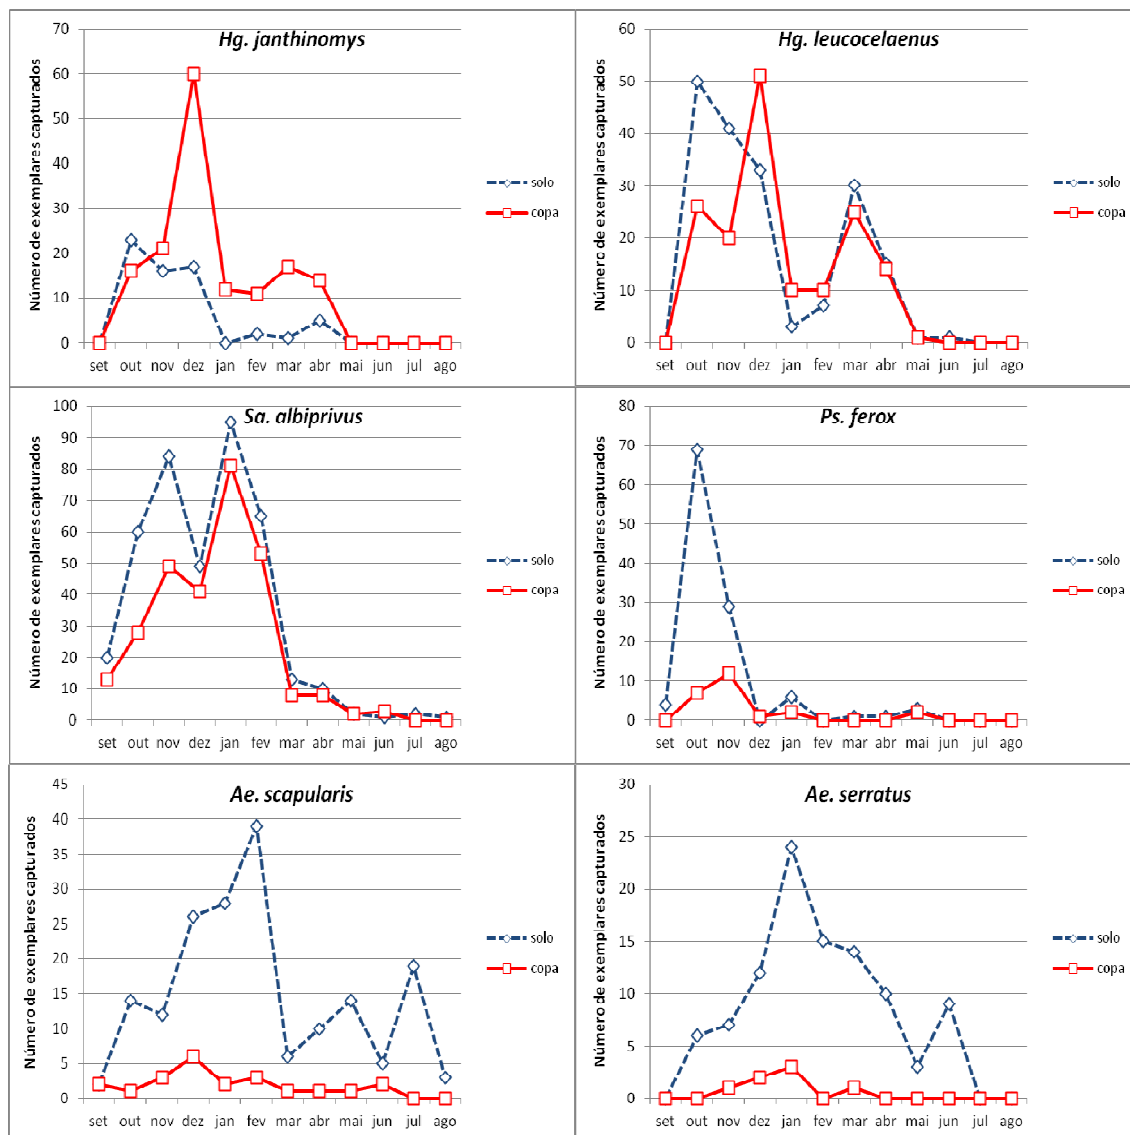 Hg. janthinomys
Número de exemplares capturados
70
60
50
40
30
20
10
0
set out nov dez jan fev mar abr mai jun jul ago
solo
copa
Hg. leucocelaenus
Número de exemplares capturados
60
50
40
30
20
10
0
set out nov dez jan fev mar abr mai jun jul ago
solo
copa
Sa. albiprivus
Número de exemplares capturados
100
90
80
70
60
50
40
30
20
10
0
set out nov dez jan fev mar abr mai jun jul ago
solo
copa
Ps. ferox
Número de exemplares capturados
80
70
60
50
40
30
20
10
0
set out nov dez jan fev mar abr mai jun jul ago
solo
copa
Ae. scapularis
Número de exemplares capturados
45
40
35
30
25
20
15
10
5
0
set out nov dez jan fev mar abr mai jun jul ago
solo
copa
Ae. serratus
Número de exemplares capturados
30
25
20
15
10
5
0
set out nov dez jan fev mar abr mai jun jul ago
solo
copa